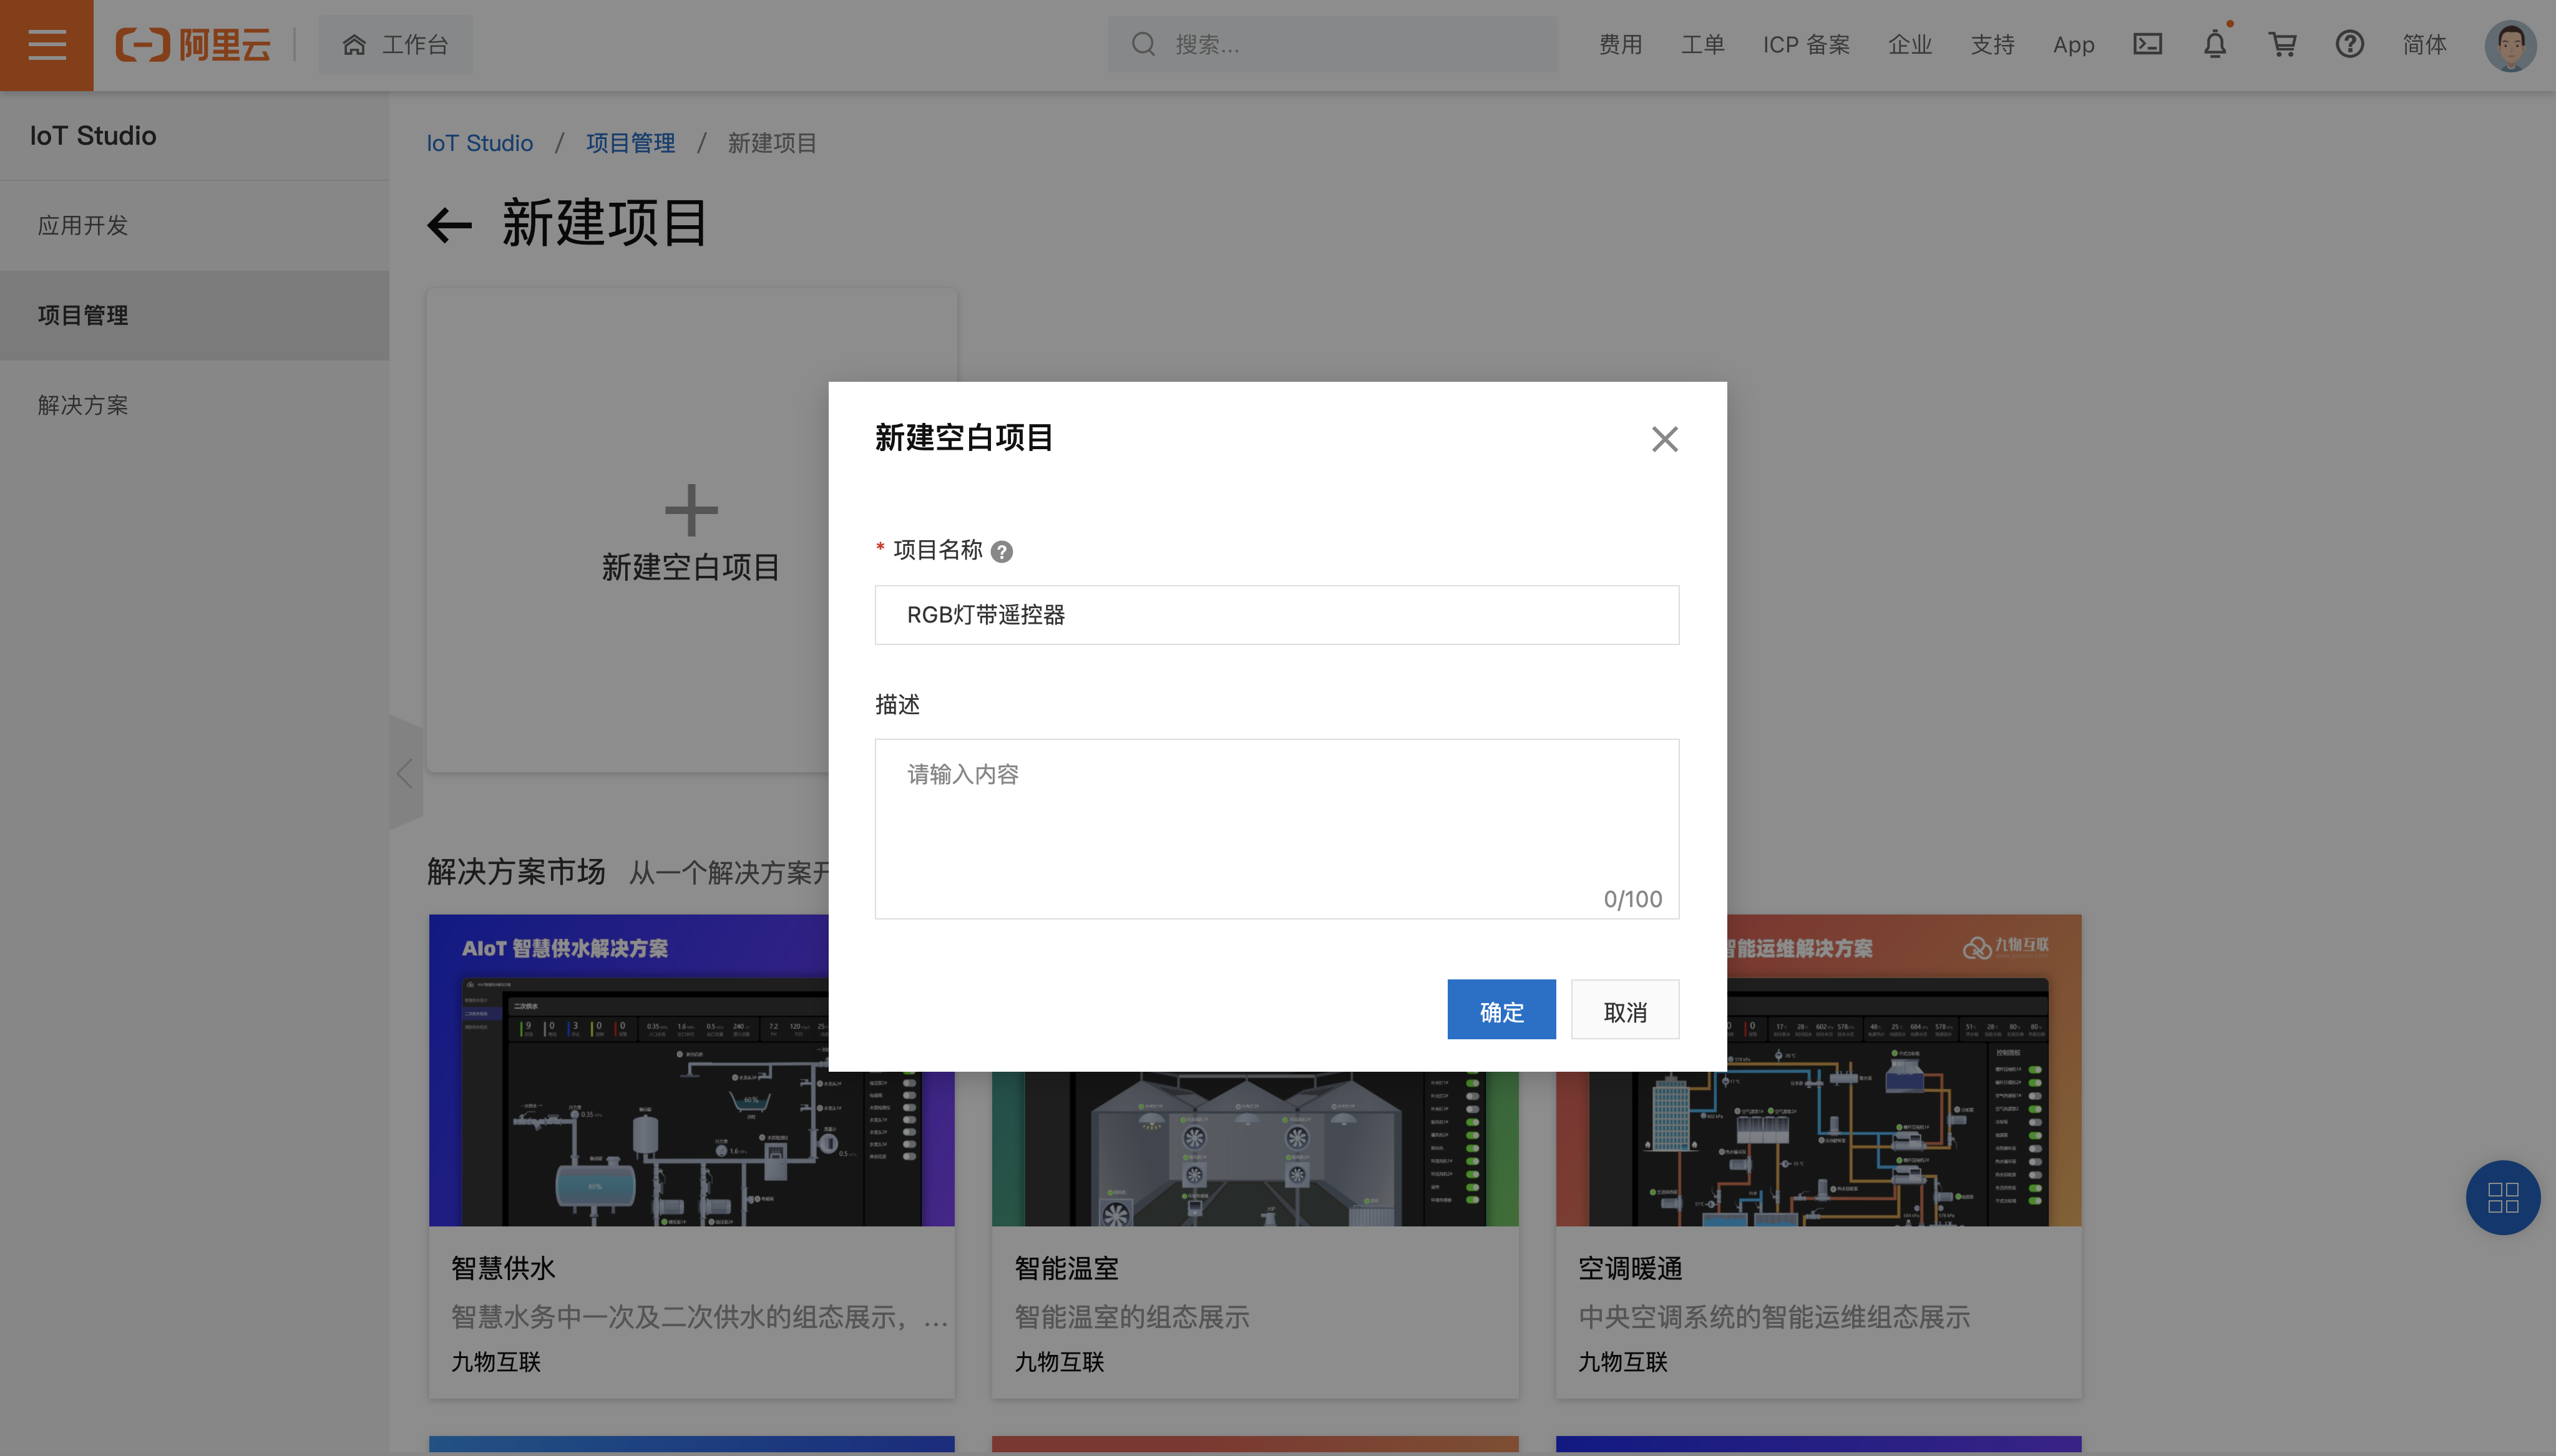 阿里云
工作台
搜索...
费用
工单
ICP 备案
企业
支持
App
简体
IoT Studio
应用开发
项目管理
解决方案
IoT Studio / 项目管理 / 新建项目
新建项目
新建空白项目
新建空白项目
* 项目名称
RGB灯带遥控器
描述
请输入内容
0/100
确定
取消
解决方案市场 从一个解决方案
AIoT 智慧供水解决方案
二次供水
智能运维解决方案
九物互联
智慧供水
智慧水务中一次及二次供水的组态展示，...
九物互联
智能温室
智能温室的组态展示
九物互联
空调暖通
中央空调系统的智能运维组态展示
九物互联